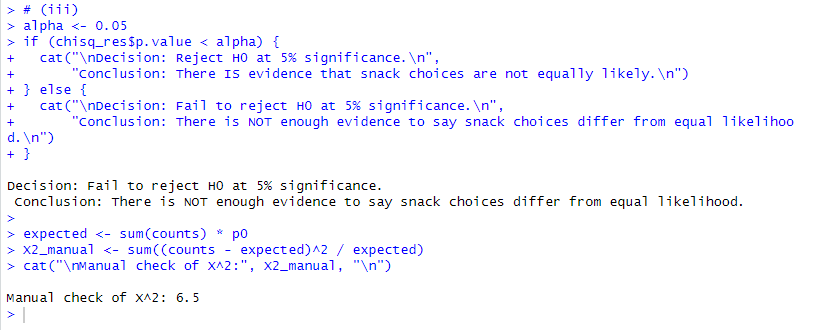 > # (iii)
> alpha <- 0.05
> if (chisq_res$p.value < alpha) {
+   cat("\nDecision: Reject H0 at 5% significance.\n",
+       "Conclusion: There IS evidence that snack choices are not equally likely.\n")
+ } else {
+   cat("\nDecision: Fail to reject H0 at 5% significance.\n",
+       "Conclusion: There is NOT enough evidence to say snack choices differ from equal likelihoo
d.\n")
+ }

Decision: Fail to reject H0 at 5% significance.
 Conclusion: There is NOT enough evidence to say snack choices differ from equal likelihood.
>
> expected <- sum(counts) * p0
> X2_manual <- sum((counts - expected)^2 / expected)
> cat("\nManual check of X^2:", X2_manual, "\n")

Manual check of X^2: 6.5
>